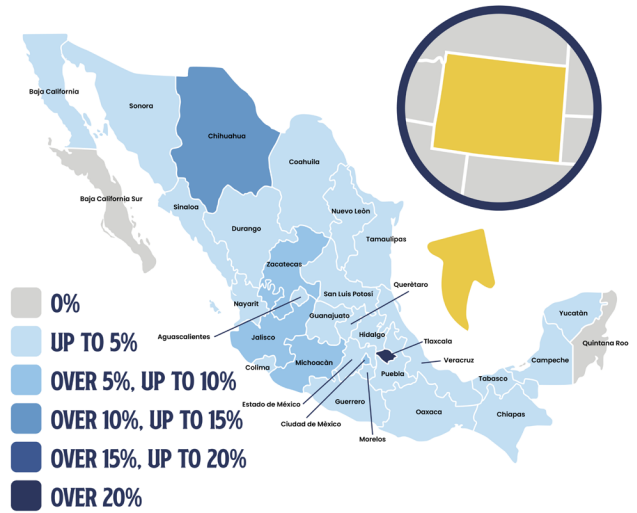 Baja California
Sonora
Chihuahua
Coahuila
Baja California Sur
Sinaloa
Durango
Nuevo León
Tamaulipas
Zacatecas
San Luis Potosí
Querétaro
Nayarit
Guanajuato
Aguascalientes
Jalisco
Hidalgo
Tlaxcala
Veracruz
Colima
Michoacán
Puebla
Estado de México
Guerrero
Ciudad de México
Morelos
Oaxaca
Tabasco
Chiapas
Campeche
Yucatán
Quintana Roo
0%
UP TO 5%
OVER 5%, UP TO 10%
OVER 10%, UP TO 15%
OVER 15%, UP TO 20%
OVER 20%